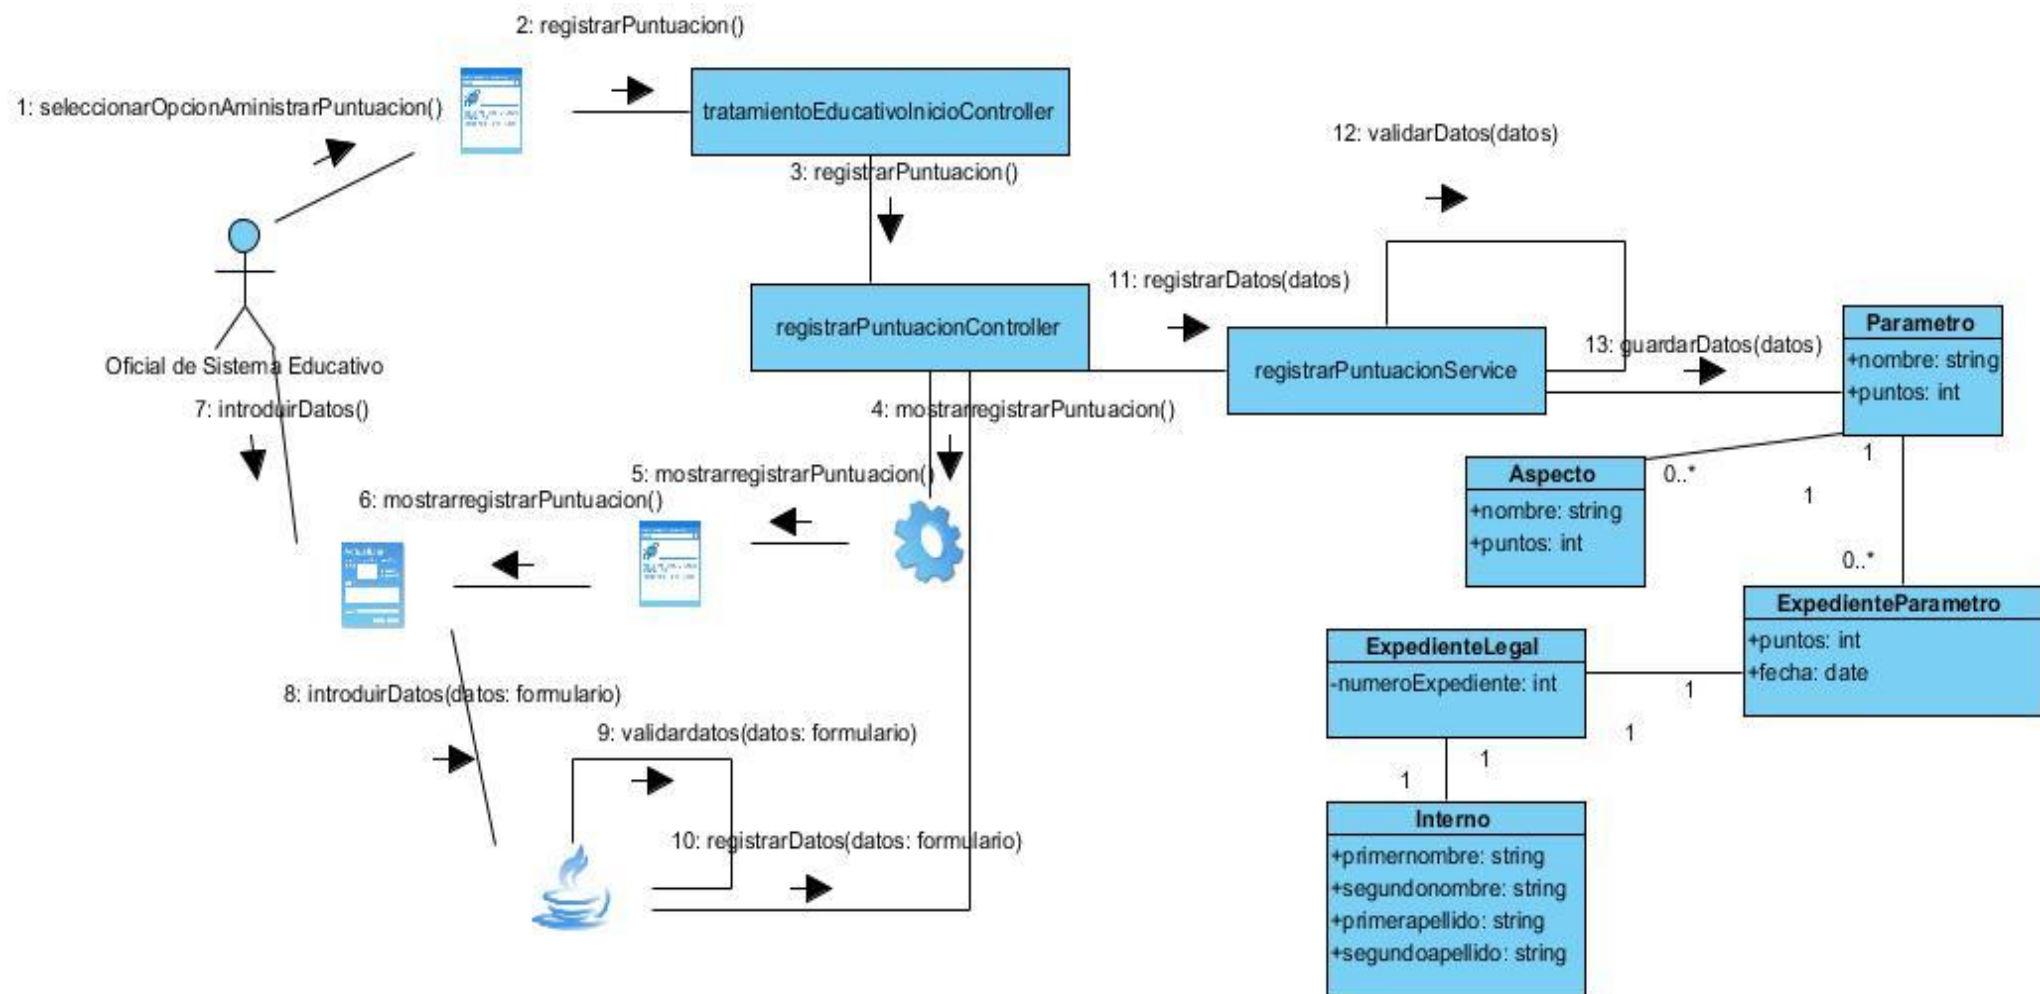 2: registrarPuntuacion()
1: seleccionarOpcionAministrarPuntuacion()
tratamientoEducativoInicioController
12: validarDatos(datos)
3: registrarPuntuacion()
11: registrarDatos(datos)
registrarPuntuacionController
Parametro
+nombre: string
+puntos: int
13: guardarDatos(datos)
registrarPuntuacionService
Oficial de Sistema Educativo
7: introduirDatos()
4: mostrarregistrarPuntuacion()
1
0..*
Aspecto
+nombre: string
+puntos: int
5: mostrarregistrarPuntuacion()
6: mostrarregistrarPuntuacion()
1
0..*
ExpedienteParametro
+puntos: int
+fecha: date
ExpedienteLegal
-numeroExpediente: int
1
1
8: introduirDatos(datos: formulario)
9: validardatos(datos: formulario)
1
1
Interno
+primernombre: string
+segundonombre: string
+primerapellido: string
+segundoapellido: string
10: registrarDatos(datos: formulario)